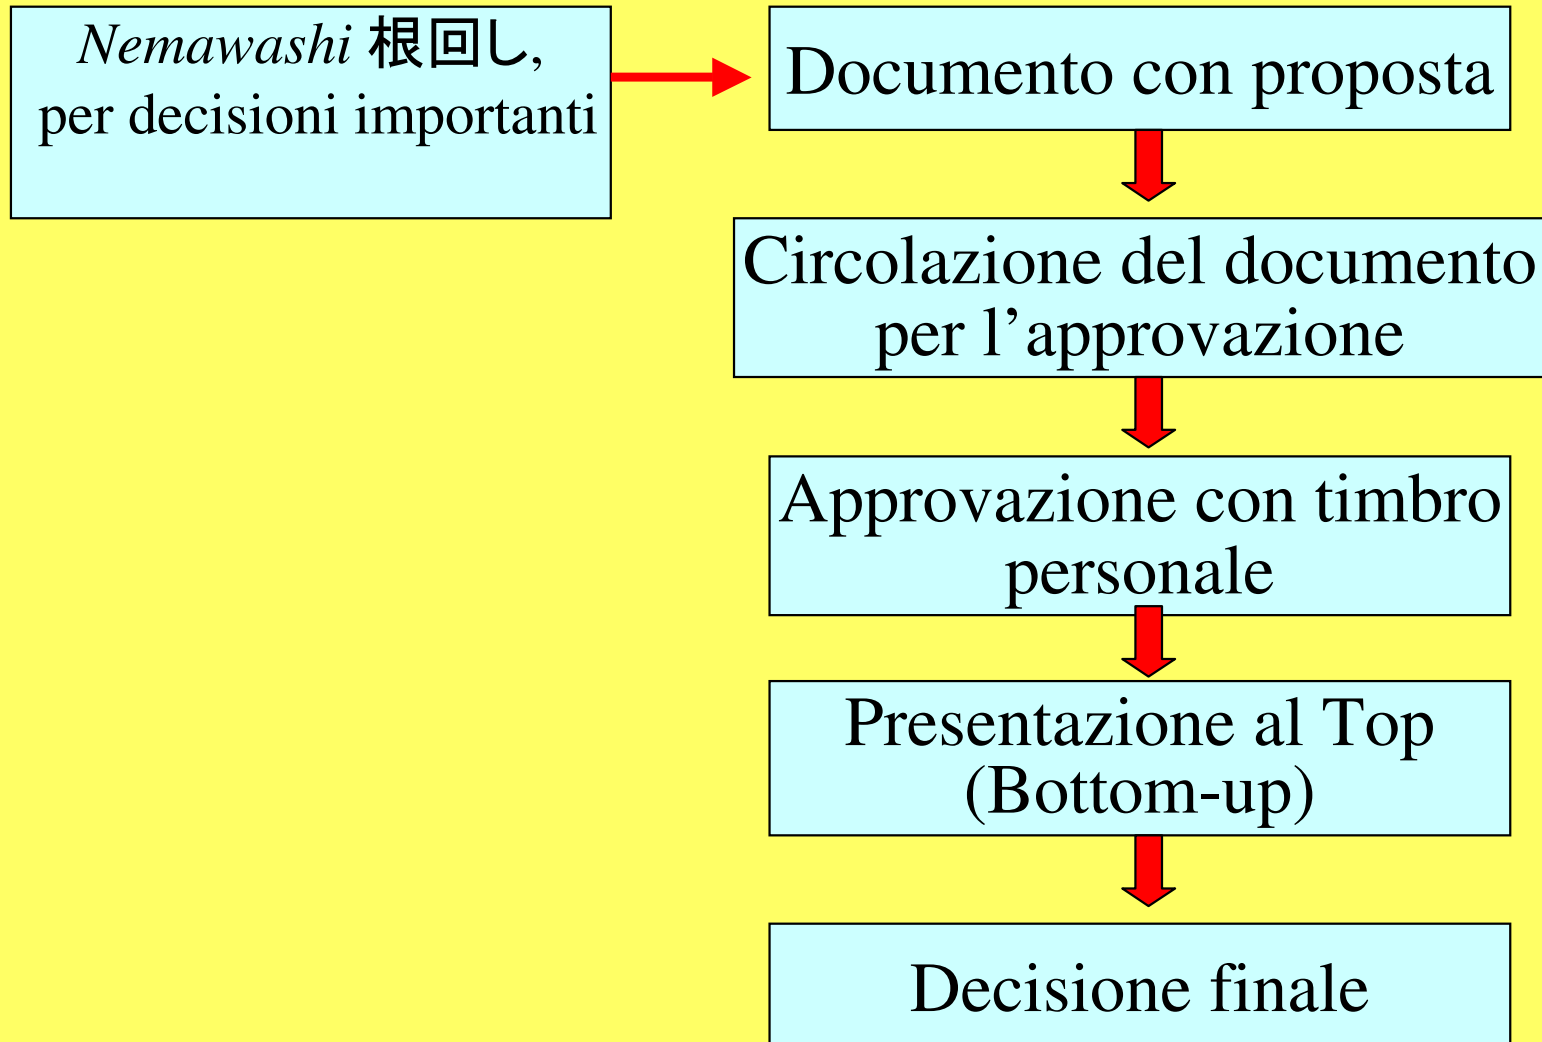 Nemawashi 根回し,
per decisioni importanti
Documento con proposta
Circolazione del documento
per l’approvazione
Approvazione con timbro
personale
Presentazione al Top
(Bottom-up)
Decisione finale